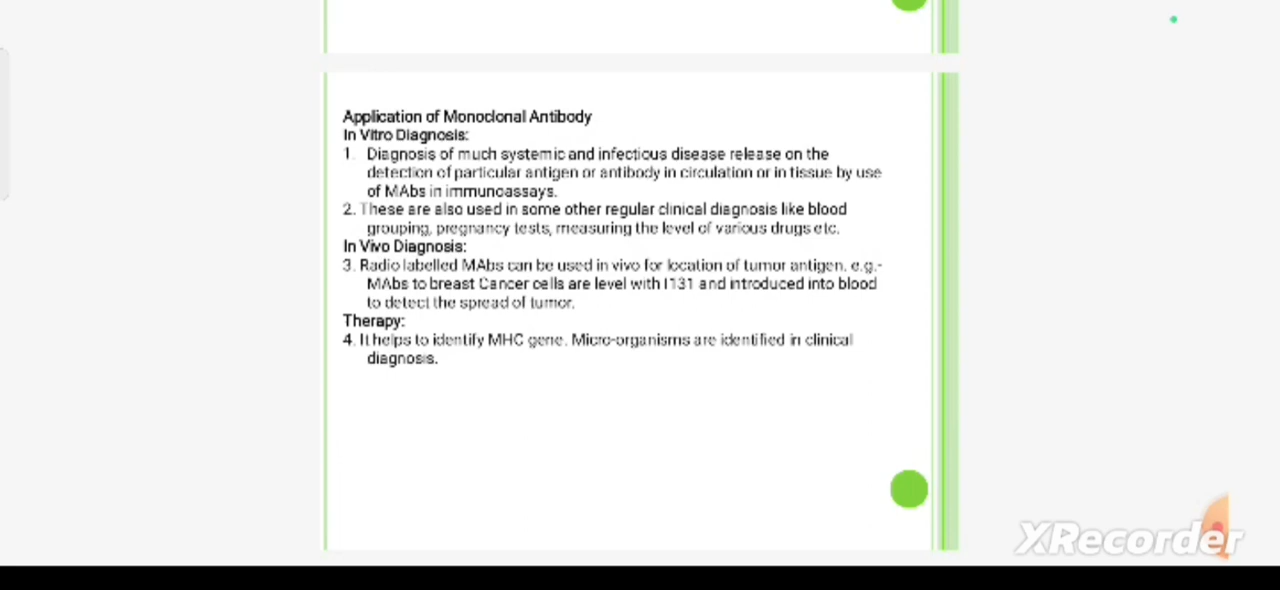 Application of Monoclonal Antibody
In Vitro Diagnosis:
1. Diagnosis of much systemic and infectious disease release on the
detection of particular antigen or antibody in circulation or in tissue by use
of MAbs in immunoassays.
2. These are also used in some other regular clinical diagnosis like blood
grouping, pregnancy tests, measuring the level of various drugs etc.
In Vivo Diagnosis:
3. Radio labelled MAbs can be used in vivo for location of tumor antigen. e.g.-
MAbs to breast Cancer cells are level with I131 and introduced into blood
to detect the spread of tumor.
Therapy:
4. It helps to identify MHC gene. Micro-organisms are identified in clinical
diagnosis.
XRecorder